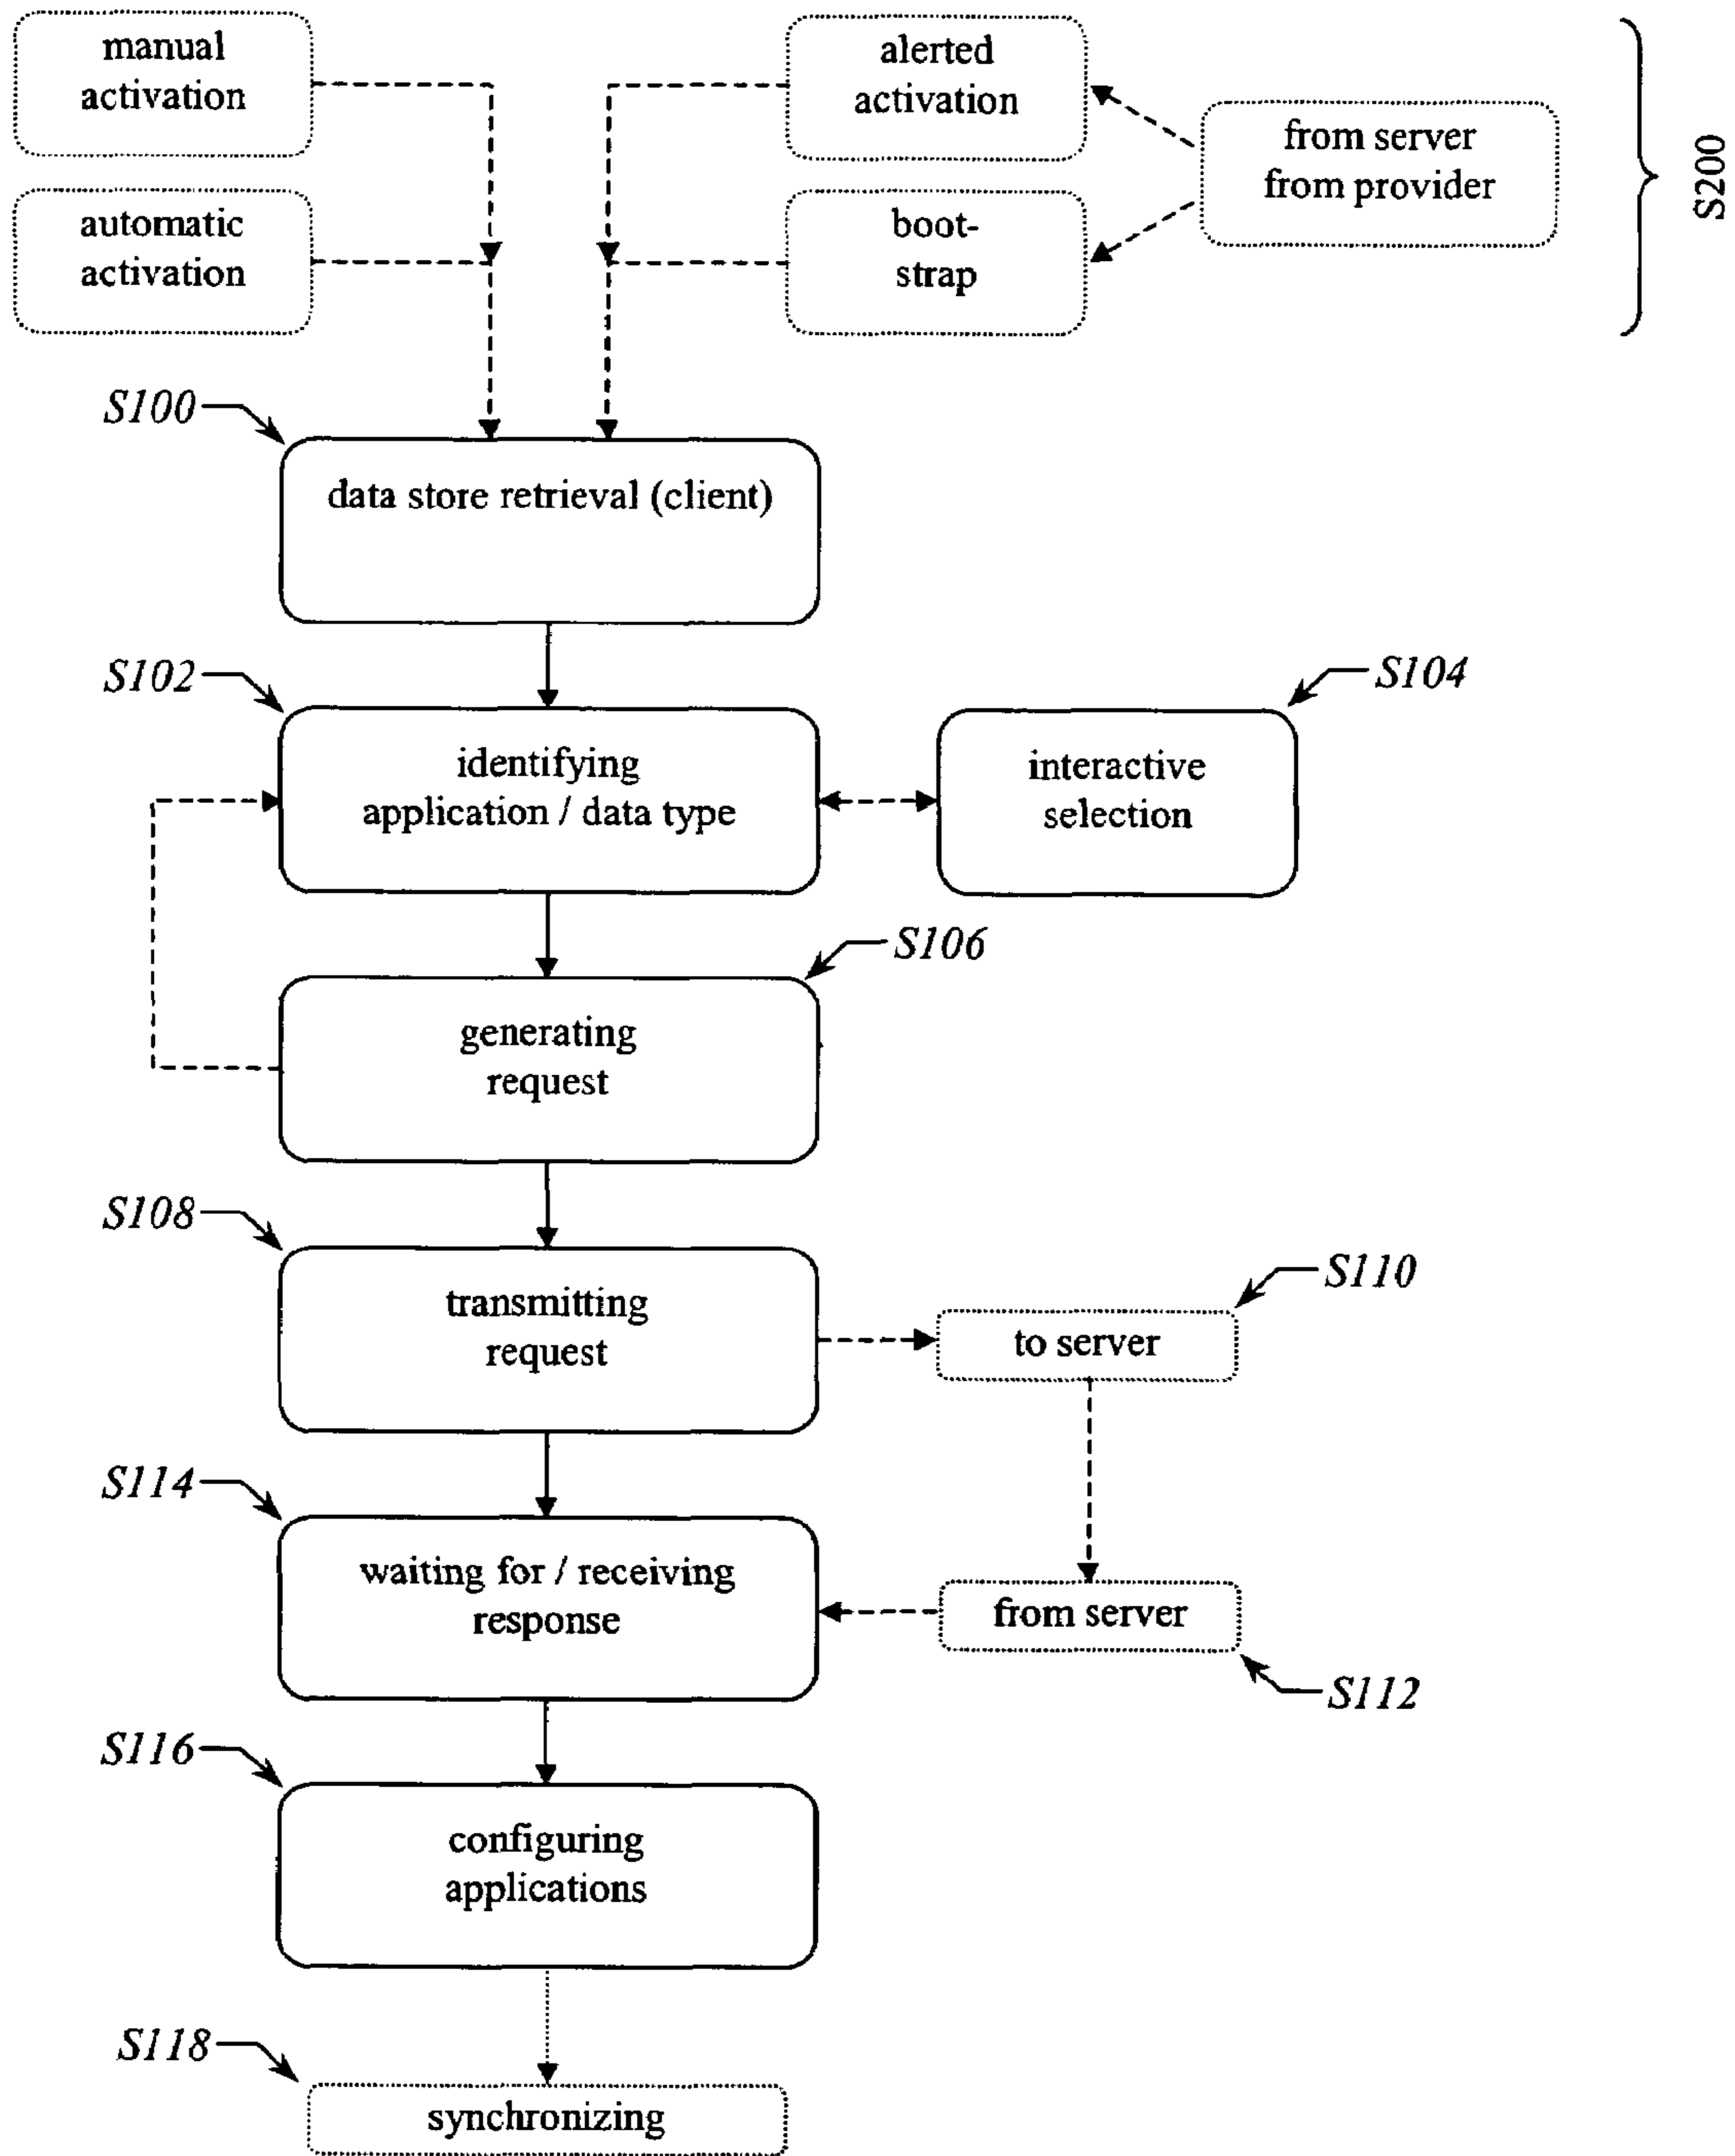 manual
activation
alerted
activation
from server
from provider
S200
automatic
activation
boot-
strap
S100
data store retrieval (client)
S102
identifying
application / data type
S104
interactive
selection
S106
generating
request
S108
transmitting
request
S110
to server
S114
waiting for / receiving
response
from server
S112
S116
configuring
applications
S118
synchronizing